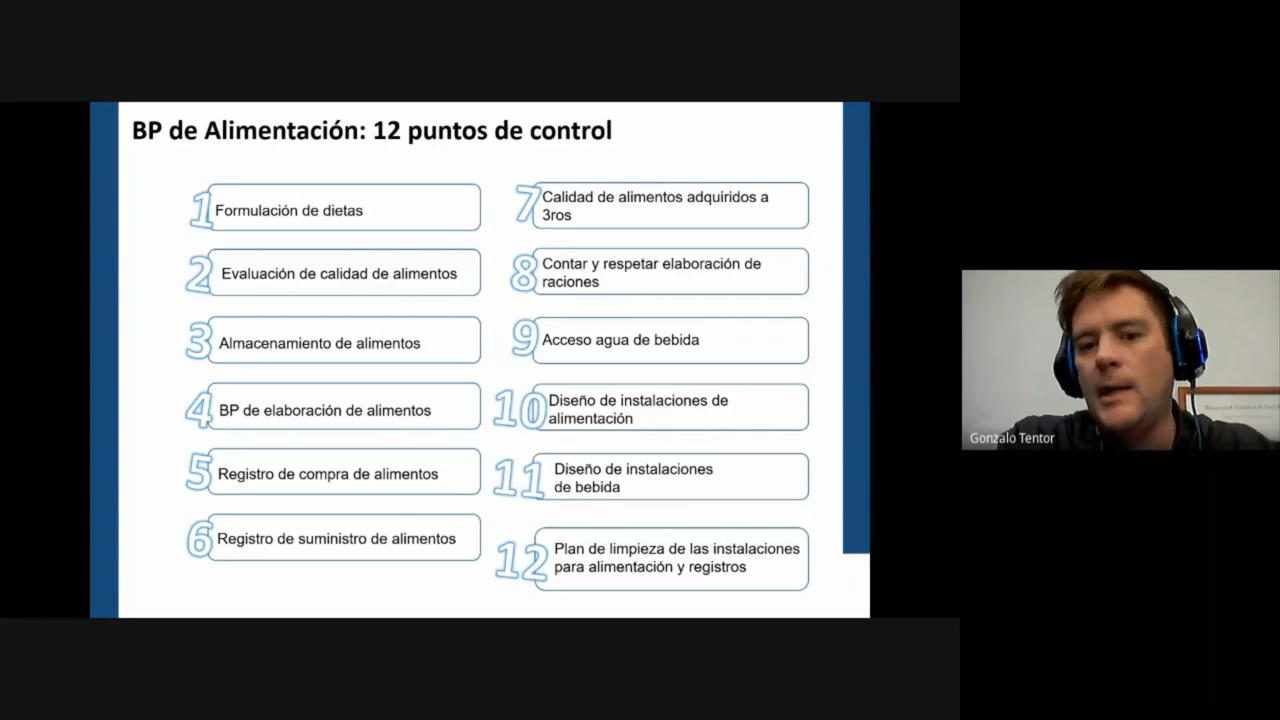 BP de Alimentación: 12 puntos de control
1 Formulación de dietas
2 Evaluación de calidad de alimentos
3 Almacenamiento de alimentos
4 BP de elaboración de alimentos
5 Registro de compra de alimentos
6 Registro de suministro de alimentos
7 Calidad de alimentos adquiridos a
3ros
8 Contar y respetar elaboración de
raciones
9 Acceso agua de bebida
10 Diseño de instalaciones de
alimentación
11 Diseño de instalaciones
de bebida
12 Plan de limpieza de las instalaciones
para alimentación y registros
Gonzalo Tentor